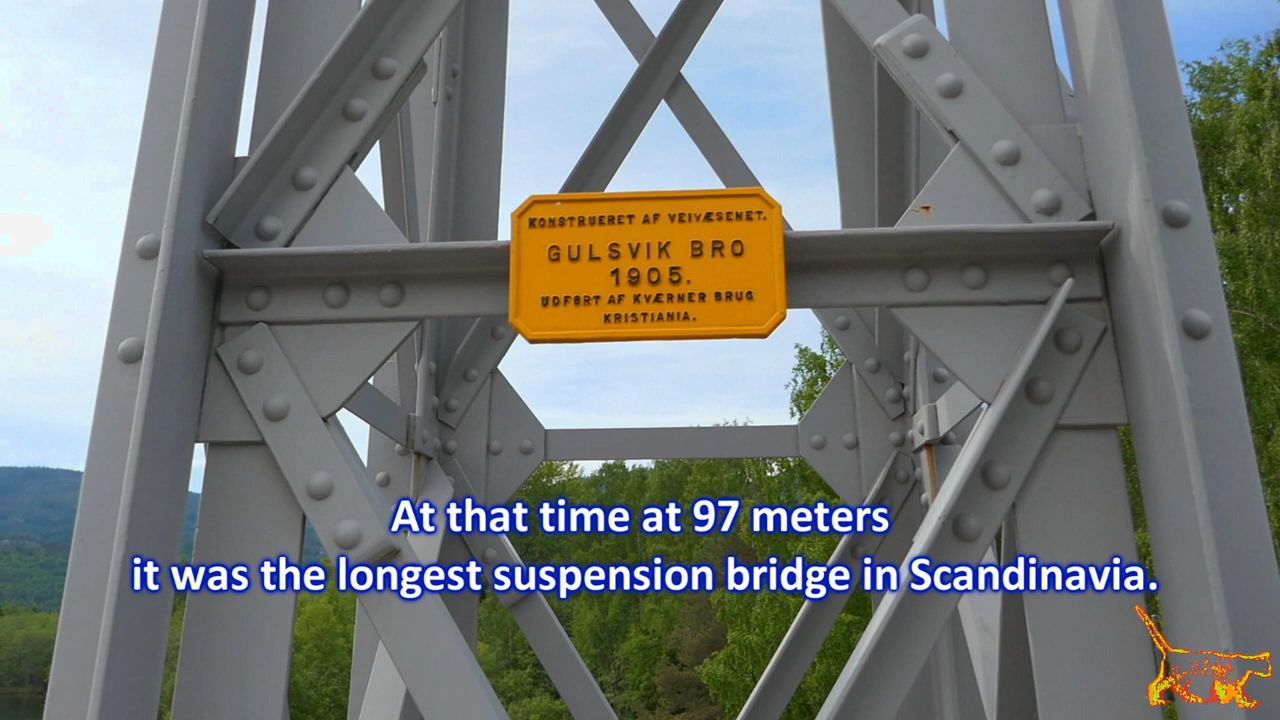 KONSTRUERET AF VEIVÆSENET.
GULSVIK BRO
1905.
UDFØRT AF KVÆRNER BRUG
KRISTIANIA.
At that time at 97 meters
it was the longest suspension bridge in Scandinavia.